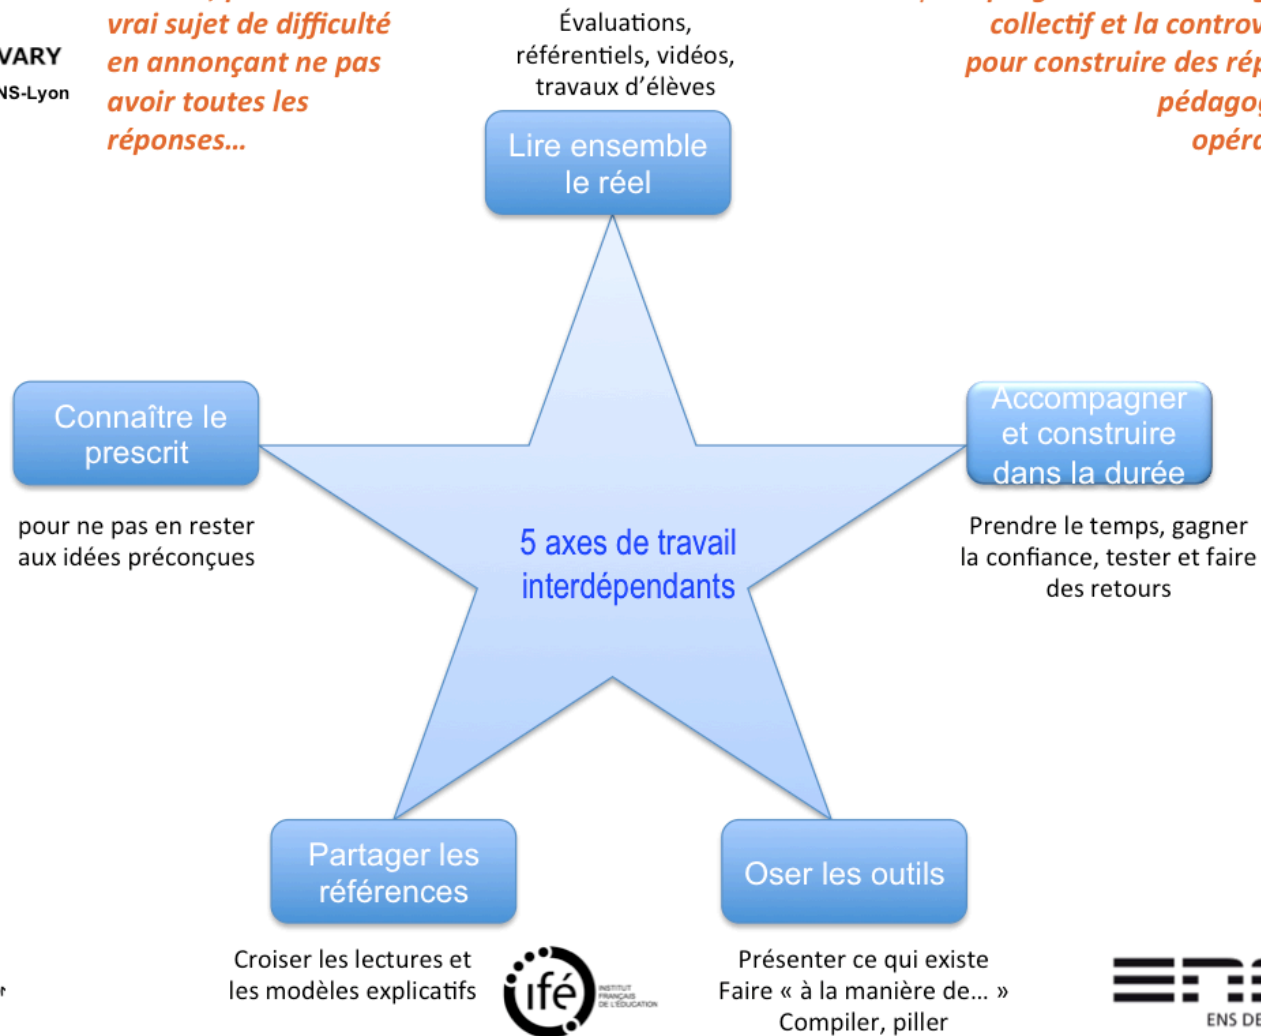 vrai sujet de difficulté
en annonçant ne pas
avoir toutes les
réponses...
VARY
NS-Lyon
Évaluations,
référentiels, vidéos,
travaux d'élèves
collectif et la controv
pour construire des rép
pédagog
opéra
Lire ensemble
le réel
Connaître le
prescrit
pour ne pas en rester
aux idées préconçues
Accompagner
et construire
dans la durée
Prendre le temps, gagner
la confiance, tester et faire
des retours
5 axes de travail
interdépendants
Partager les
références
Croiser les lectures et
les modèles explicatifs
Oser les outils
Présenter ce qui existe
Faire « à la manière de... »
Compiler, piller
ifé
INSTITUT
FRANÇAIS
DE L'ÉDUCATION
ENS DE